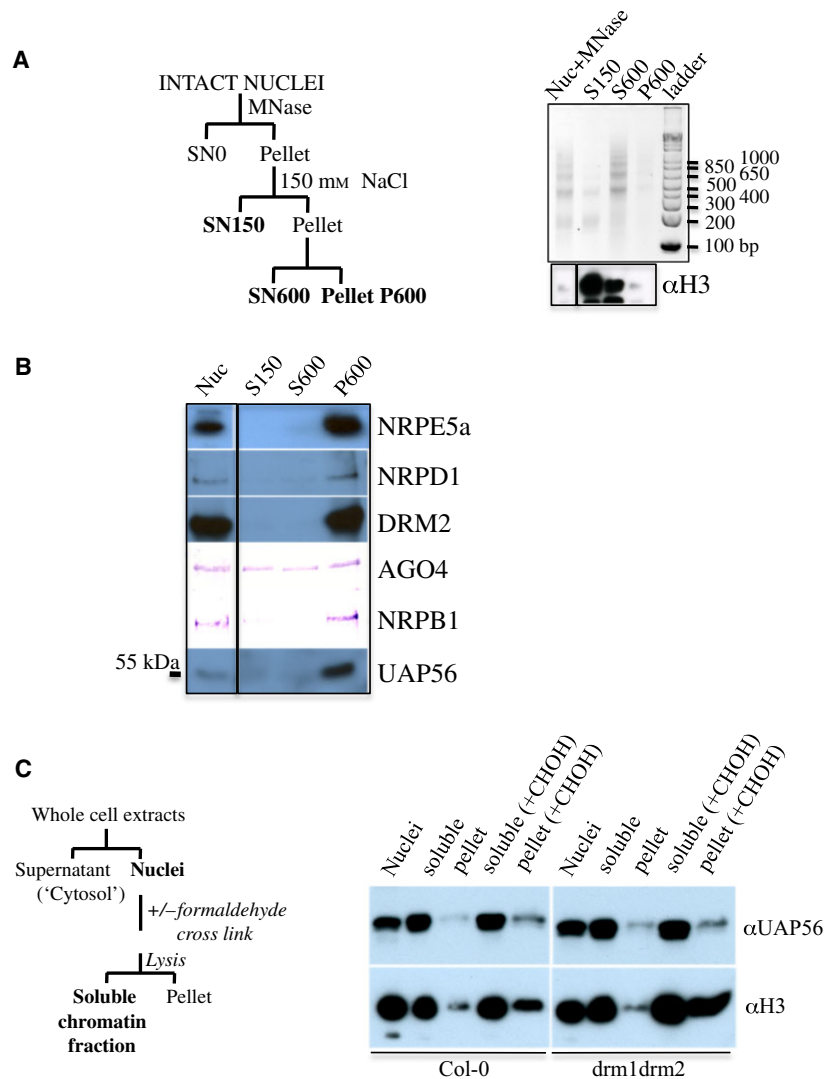 A
INTACT NUCLEI
MNase
SN0 Pellet
150 mM NaCl
SN150 Pellet
SN600 Pellet P600
Nuc+MNase
S150
S600
P600
ladder
1000
850
650
500
400
300
200
100 bp
αH3
B
Nuc
S150
S600
P600
NRPE5a
NRPD1
DRM2
AGO4
NRPB1
55 kDa
UAP56
C
Whole cell extracts
Supernatant Nuclei
('Cytosol')
+/–formaldehyde
cross link
Lysis
Soluble Pellet
chromatin
fraction
Nuclei
soluble
pellet
soluble (+CHOH)
pellet (+CHOH)
Nuclei
soluble
pellet
soluble (+CHOH)
pellet (+CHOH)
αUAP56
αH3
Col-0
drm1drm2